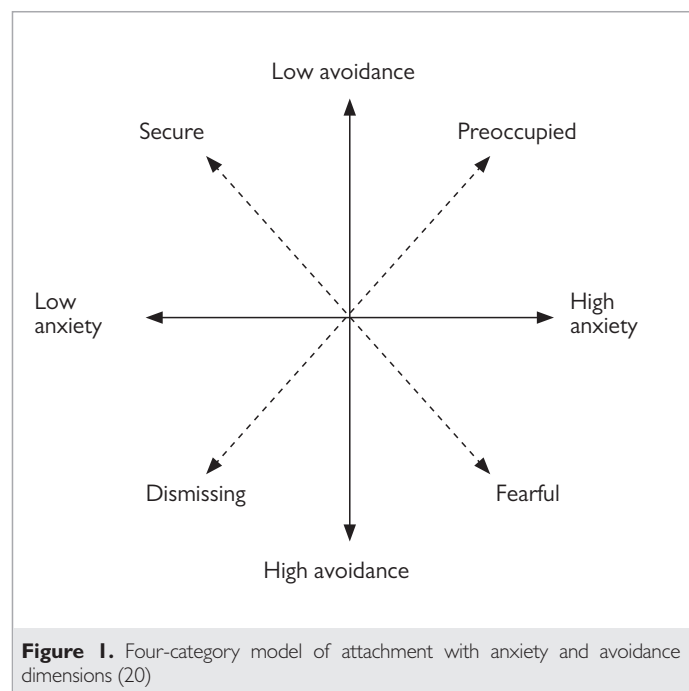 Low avoidance
Secure
Preoccupied
Low
anxiety
High
anxiety
Dismissing
Fearful
High avoidance
Figure 1. Four-category model of attachment with anxiety and avoidance
dimensions (20)